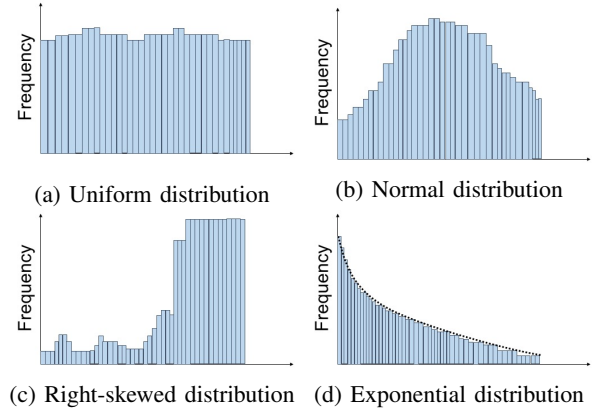 Frequency
Frequency
(a) Uniform distribution
(b) Normal distribution
Frequency
Frequency
(c) Right-skewed distribution
(d) Exponential distribution